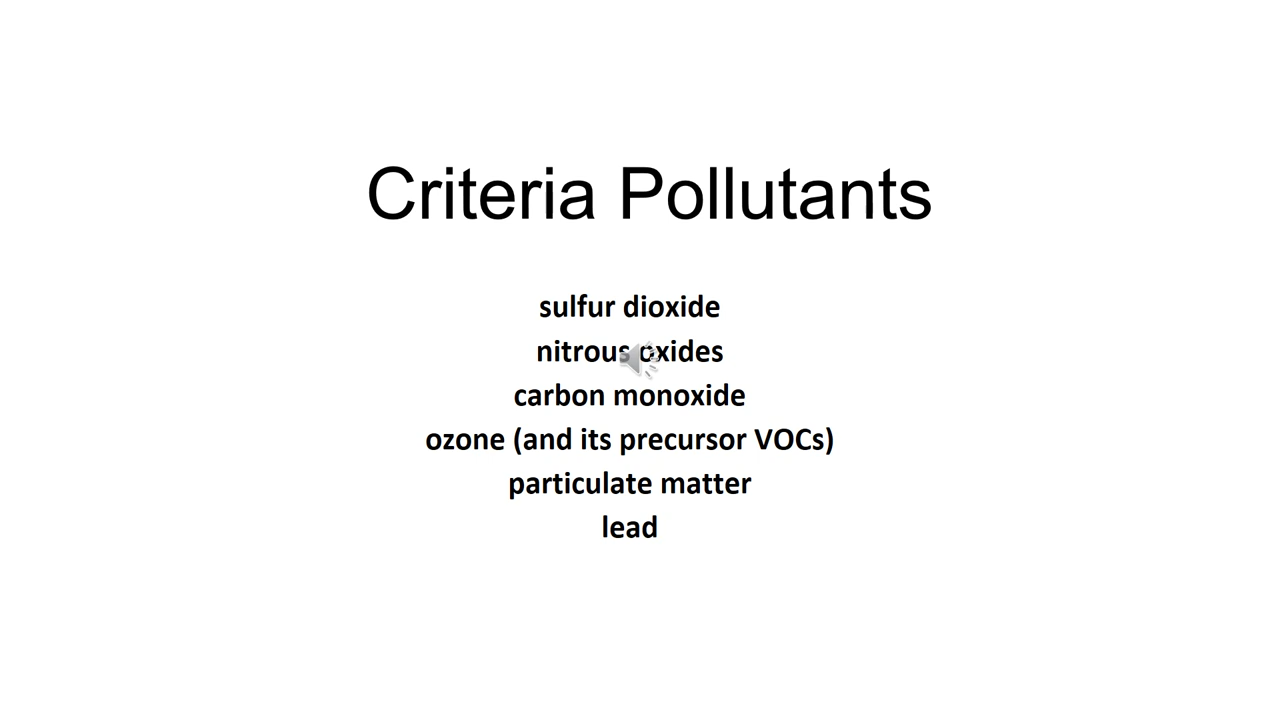 Criteria Pollutants
sulfur dioxide
nitrous oxides
carbon monoxide
ozone (and its precursor VOCs)
particulate matter
lead